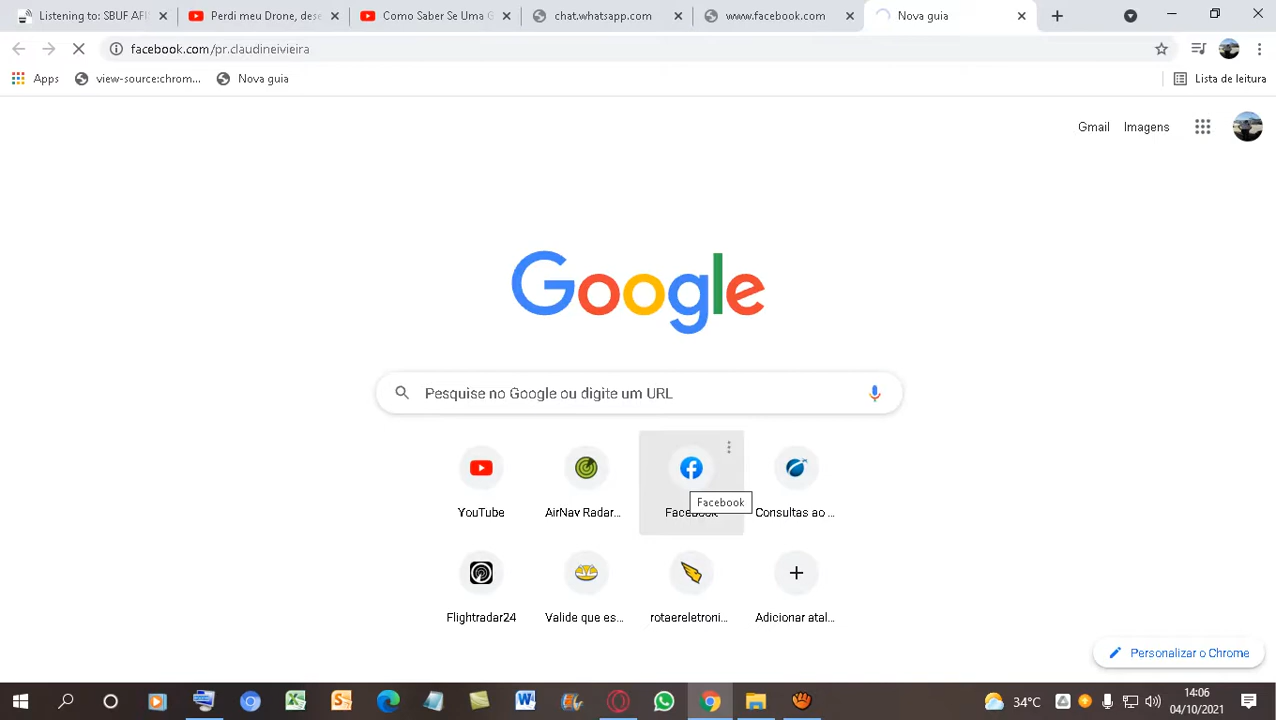 Listening to: SBUF AFI
Perdi meu Drone, dese
Como Saber Se Uma G
chat.whatsapp.com
www.facebook.com
Nova guia
facebook.com/pr.claudineivieira
Apps
view-source:chrom...
Nova guia
Lista de leitura
Gmail
Imagens
Google
Pesquise no Google ou digite um URL
YouTube
AirNav Radar...
Facebook
Consultas ao ...
Facebook
Flightradar24
Valide que es...
rotaereletroni...
Adicionar atal...
Personalizar o Chrome
34°C
14:06
04/10/2021